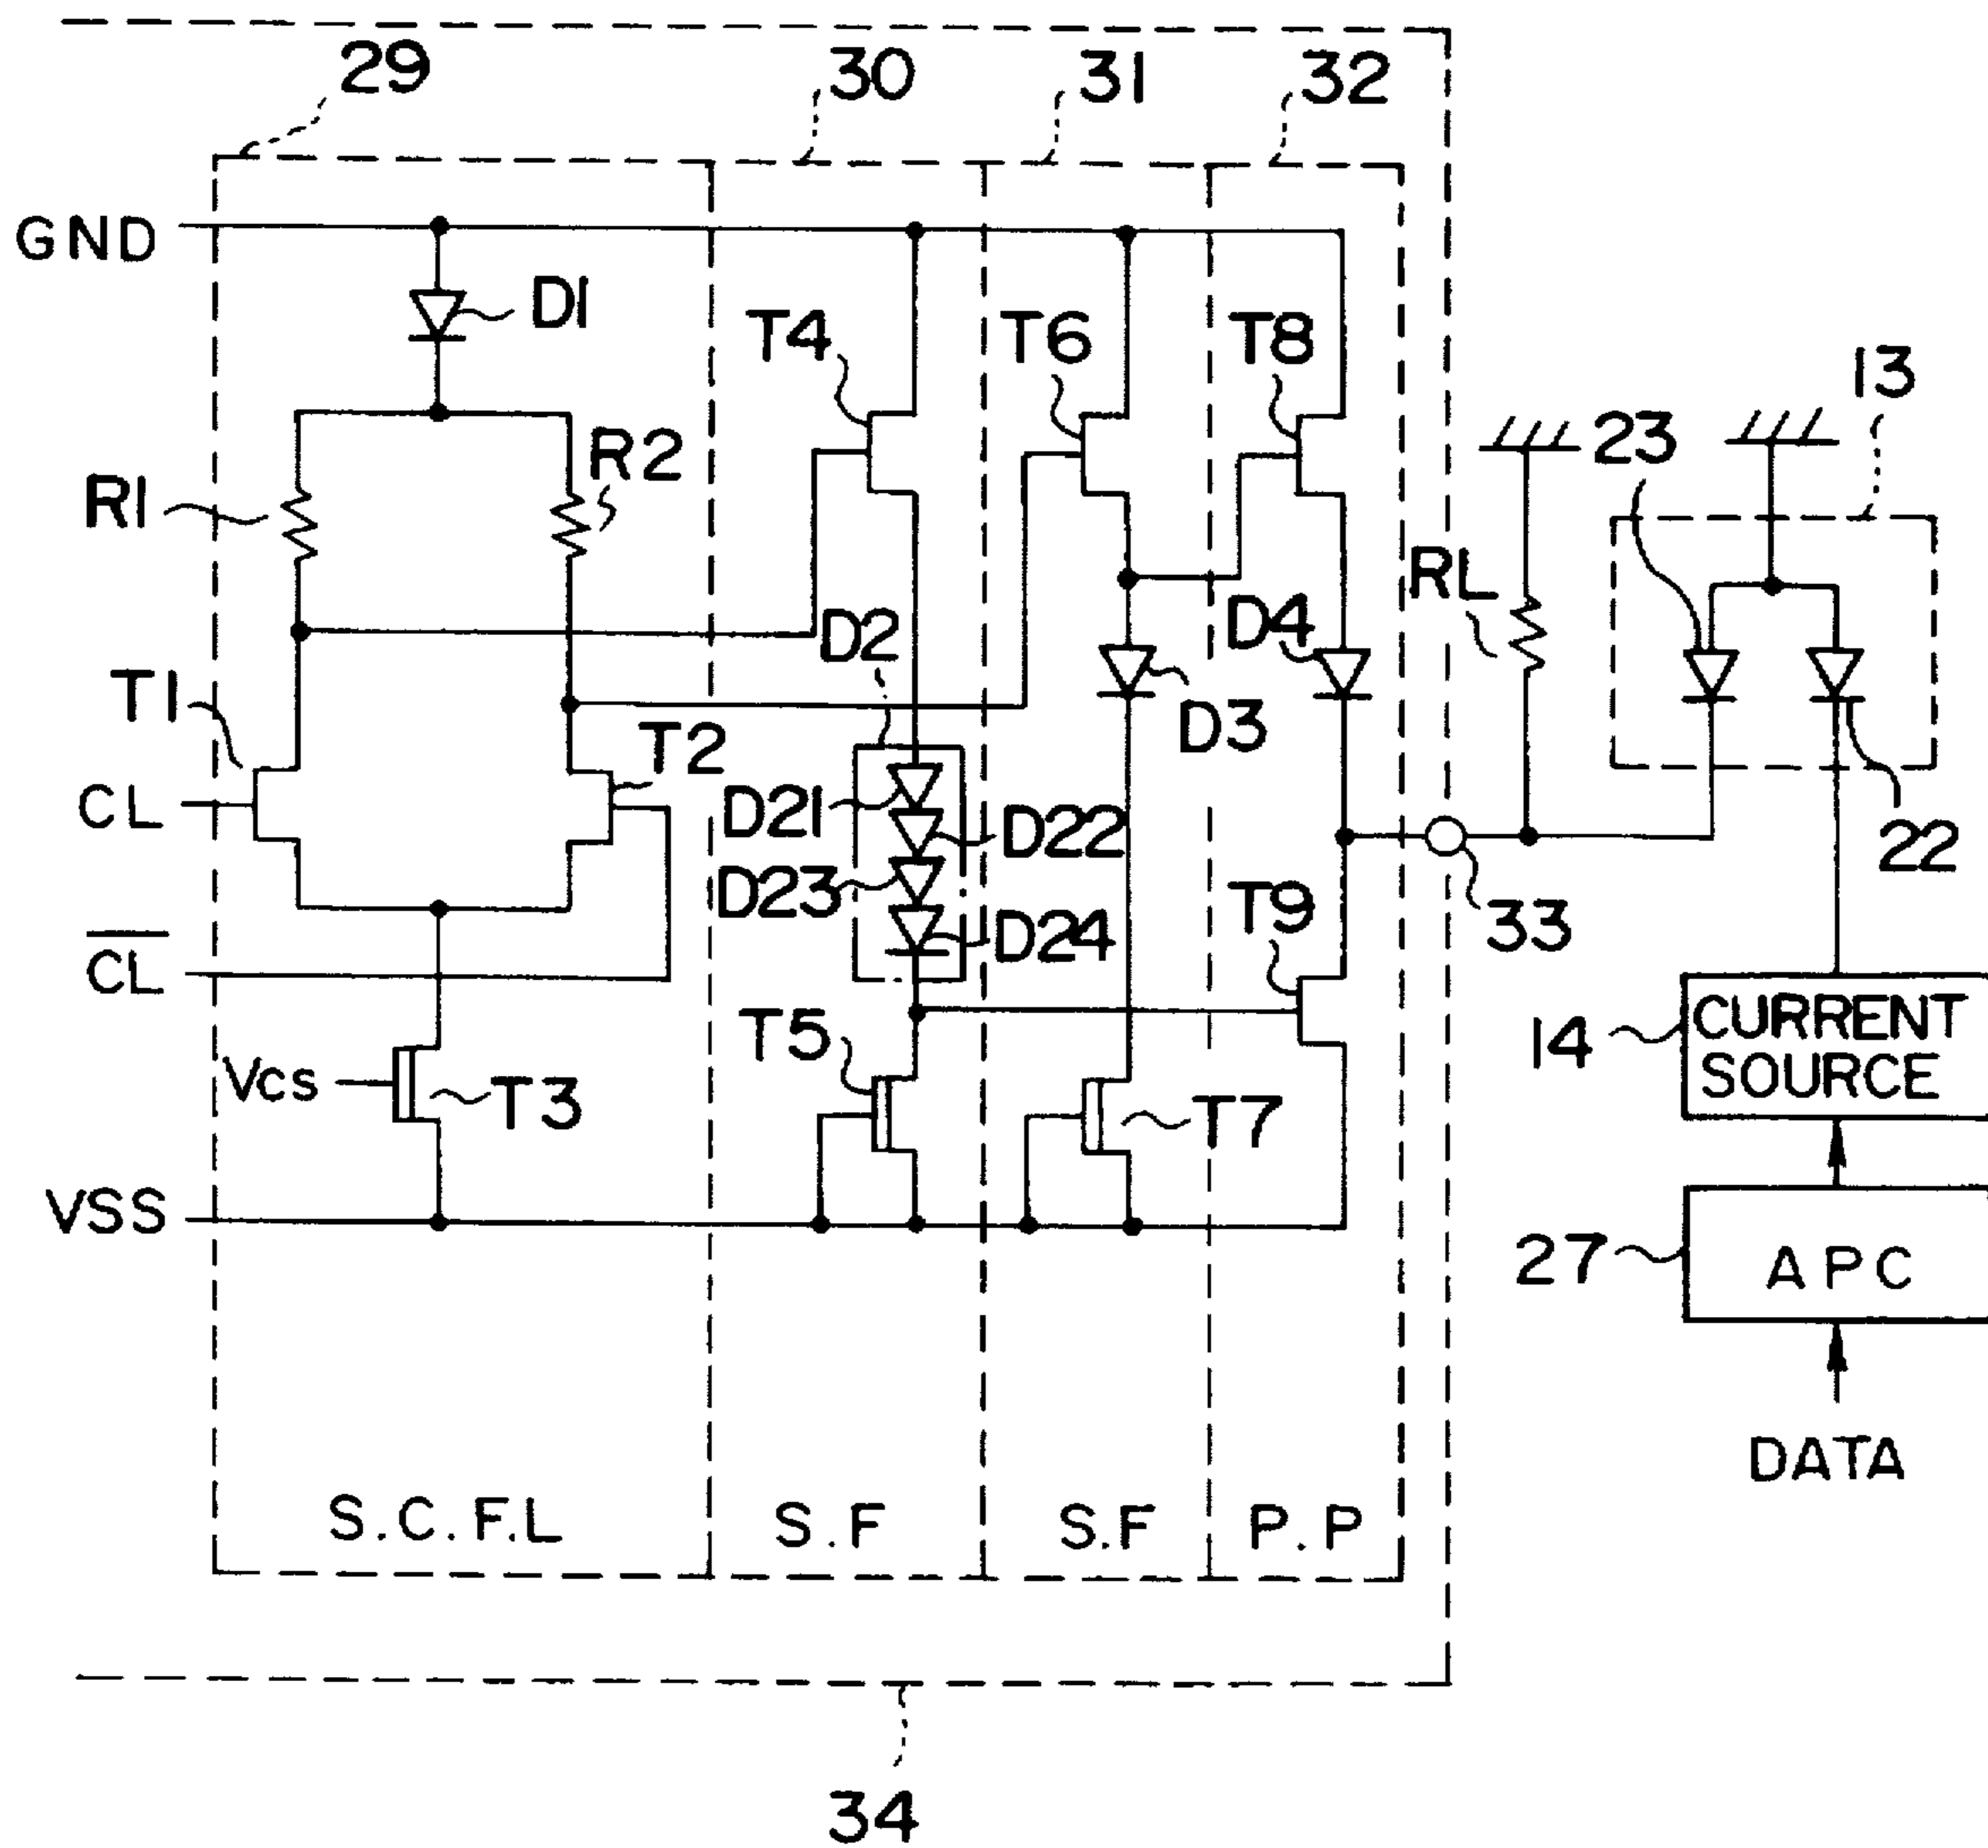 29
30
31
32
GND
D1
T4
T6
T8
13
23
R1
R2
RL
D2
D4
T1
T2
D3
CL
D21
D22
22
D23
D24
T9
33
C̅L̅
T5
14
CURRENT
SOURCE
Vcs
T3
T7
VSS
27
APC
DATA
S.C.F.L
S.F
S.F
P.P
34